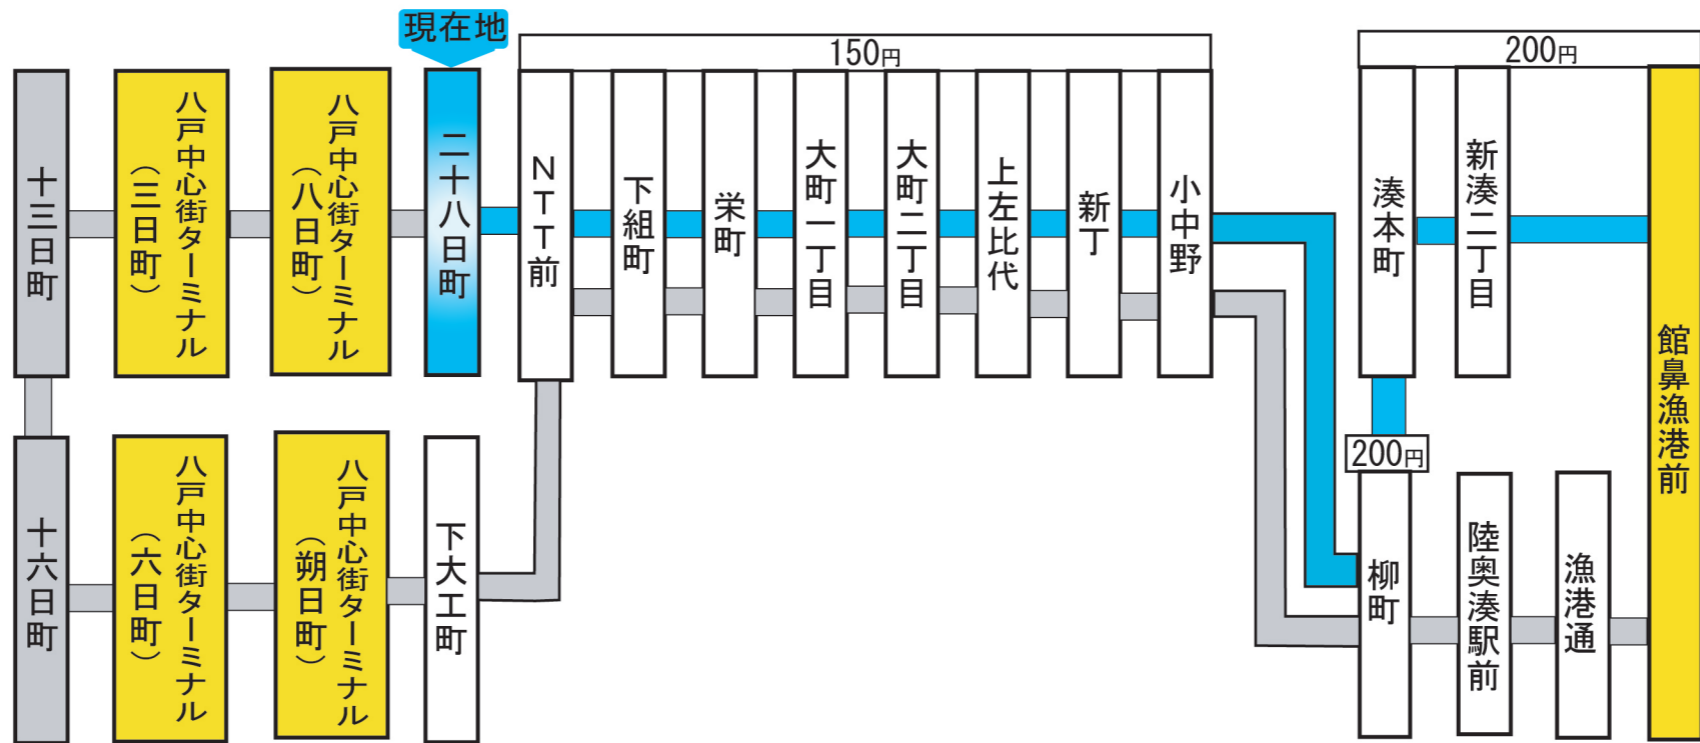 現在地
150円
200円
十三日町
八戸中心街ターミナル
（三日町）
八戸中心街ターミナル
（八日町）
二十八日町
NTT前
下組町
栄町
大町一丁目
大町二丁目
上左比代
新丁
小中野
湊本町
新湊二丁目
館鼻漁港前
200円
十六日町
八戸中心街ターミナル
（六日町）
八戸中心街ターミナル
（朔日町）
下大工町
柳町
陸奥湊駅前
漁港通